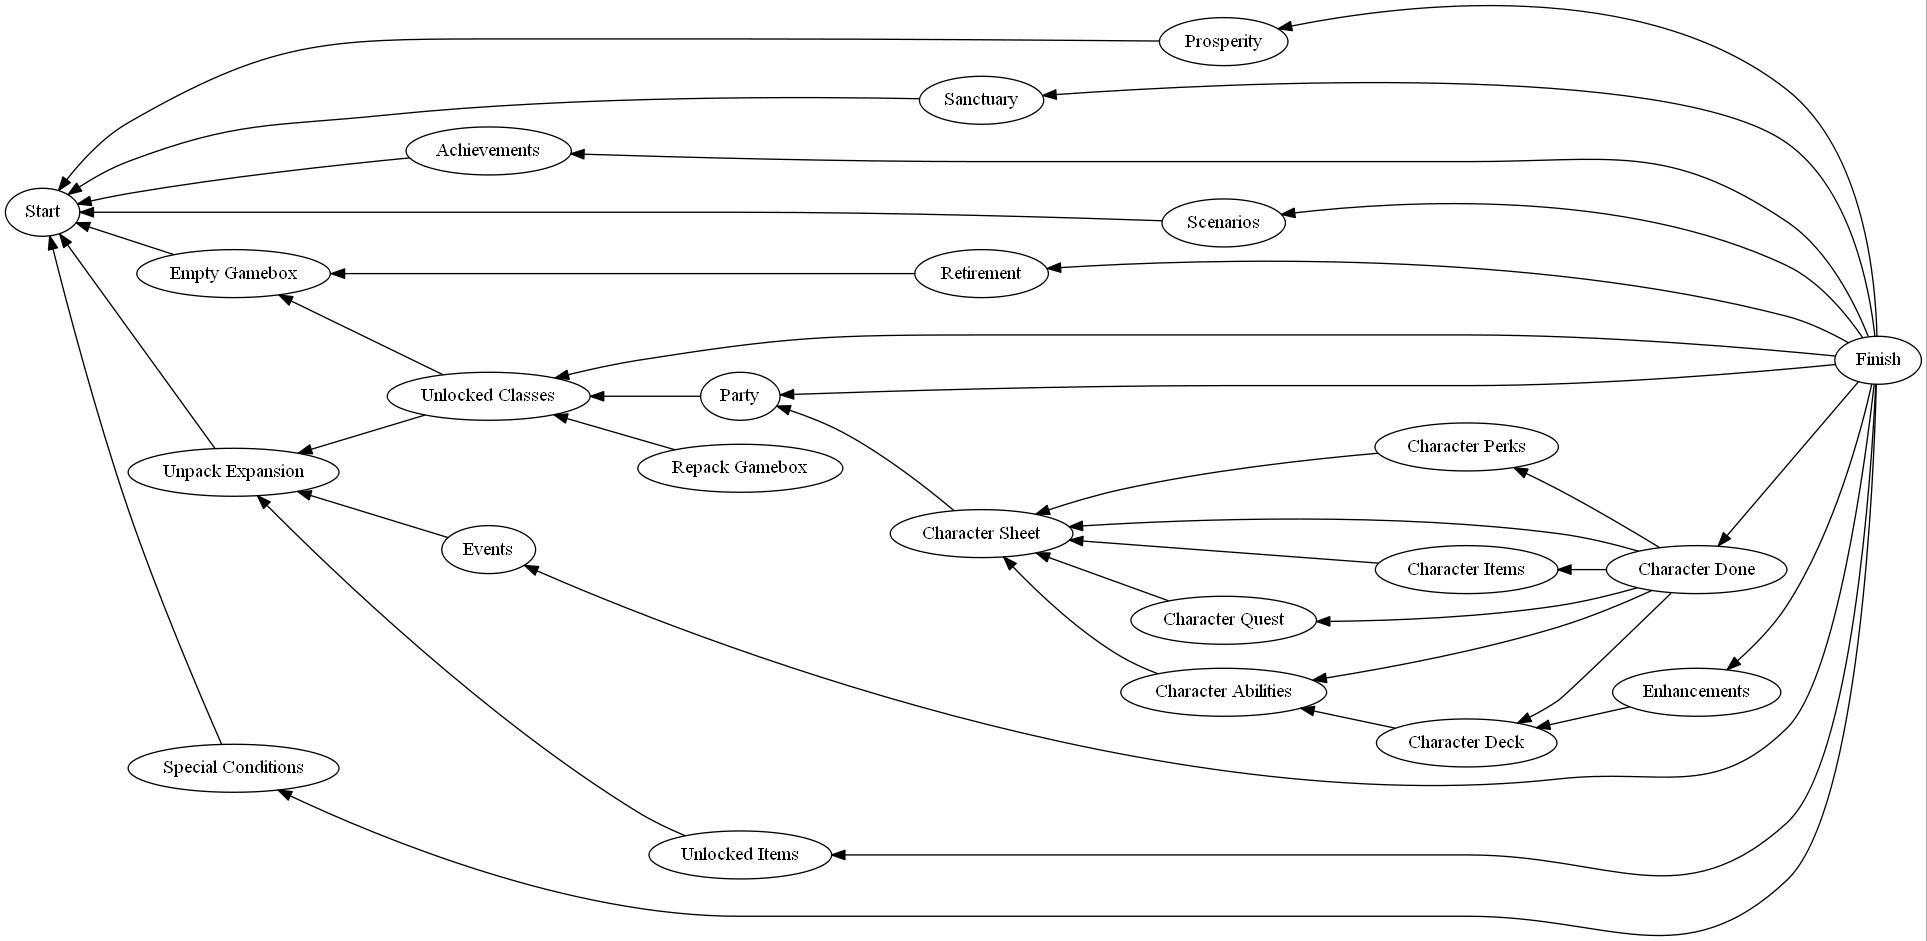 Prosperity
Sanctuary
Achievements
Start
Scenarios
Empty Gamebox
Retirement
Finish
Unlocked Classes
Party
Character Perks
Unpack Expansion
Repack Gamebox
Character Sheet
Events
Character Items
Character Done
Character Quest
Character Abilities
Enhancements
Character Deck
Special Conditions
Unlocked Items